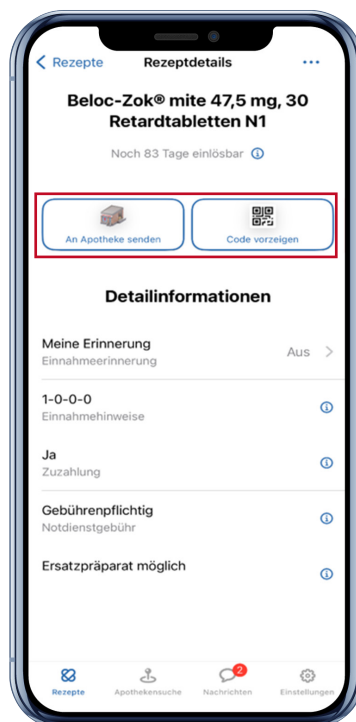 Rezepte Rezeptdetails ...
Beloc-Zok® mite 47,5 mg, 30
Retardtabletten N1
Noch 83 Tage einlösbar
An Apotheke senden Code vorzeigen
Detailinformationen
Meine Erinnerung
Einnahmeerinnerung
Aus
1-0-0-0
Einnahmehinweise
Ja
Zuzahlung
Gebührenpflichtig
Notdienstgebühr
Ersatzpräparat möglich
2
Rezepte Apothekensuche Nachrichten Einstellungen